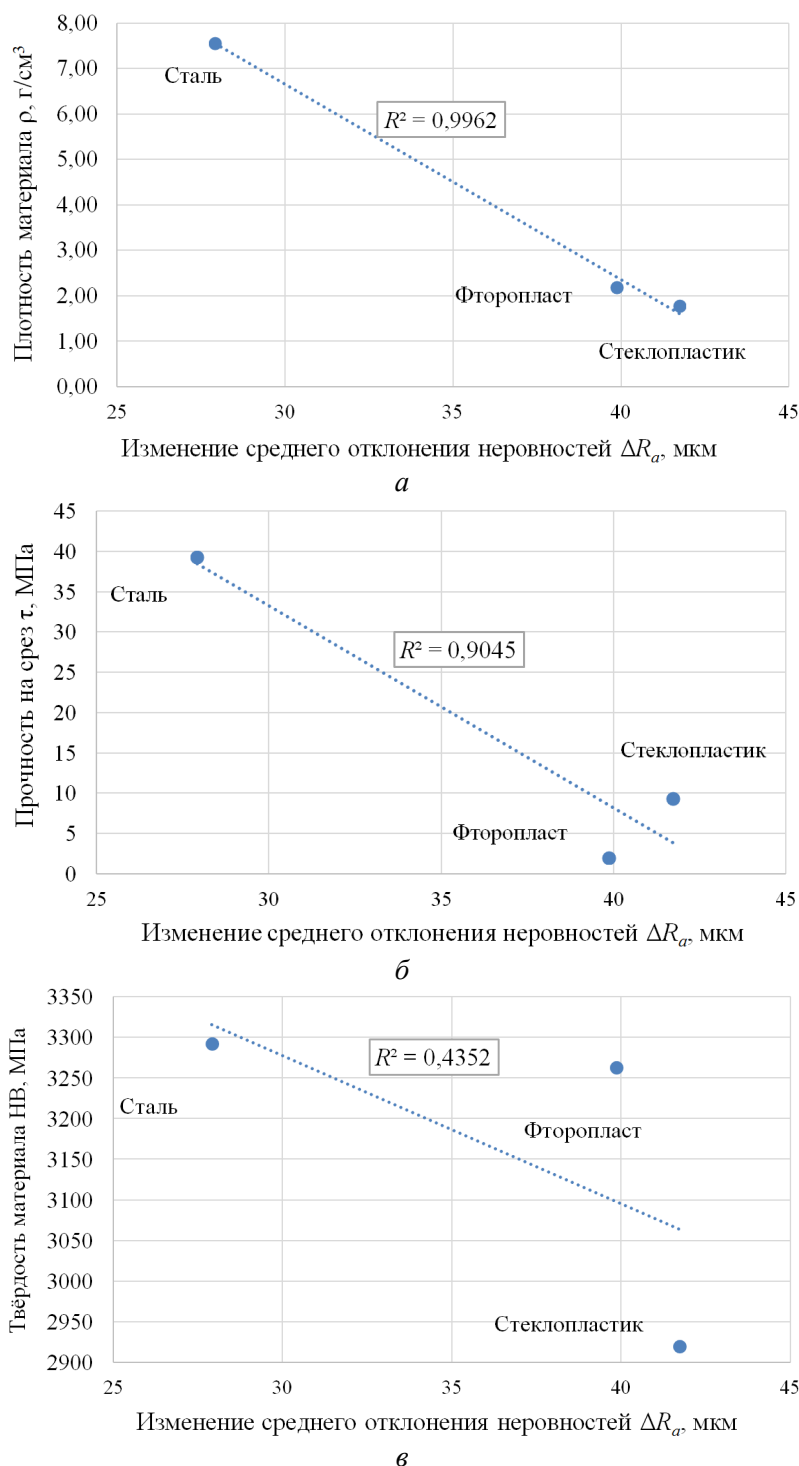 Плотность материала ρ, г/см³
8,00
7,00
6,00
5,00
4,00
3,00
2,00
1,00
0,00
Сталь
R² = 0,9962
Фторопласт
Стеклопластик
25
30
35
40
45
Изменение среднего отклонения неровностей ΔRa, мкм
а
Прочность на срез τ, МПа
45
40
35
30
25
20
15
10
5
0
Сталь
R² = 0,9045
Стеклопластик
Фторопласт
25
30
35
40
45
Изменение среднего отклонения неровностей ΔRa, мкм
б
Твёрдость материала HB, МПа
3350
3300
3250
3200
3150
3100
3050
3000
2950
2900
Сталь
R² = 0,4352
Фторопласт
Стеклопластик
25
30
35
40
45
Изменение среднего отклонения неровностей ΔRa, мкм
в